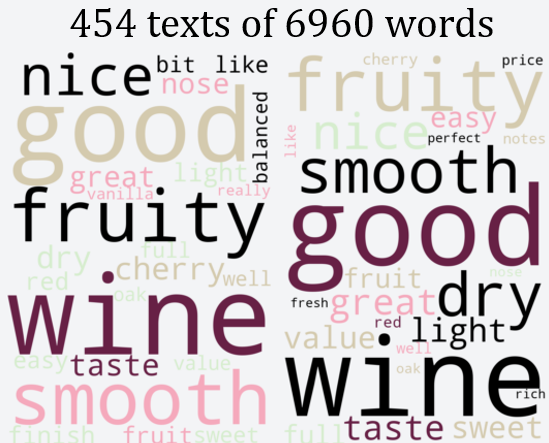 454 texts of 6960 words
nice bit like
nose
good
balanced
great light
vanilla really
fruity
full
dry
cherry well
red
oak
wine
easy taste value
smooth
finish fruit sweet
cherry price
fruity
easy
like nice
perfect notes
smooth
good
nose
fruit
dry
fresh great
red light
value
well
oak
wine
rich
taste sweet
full